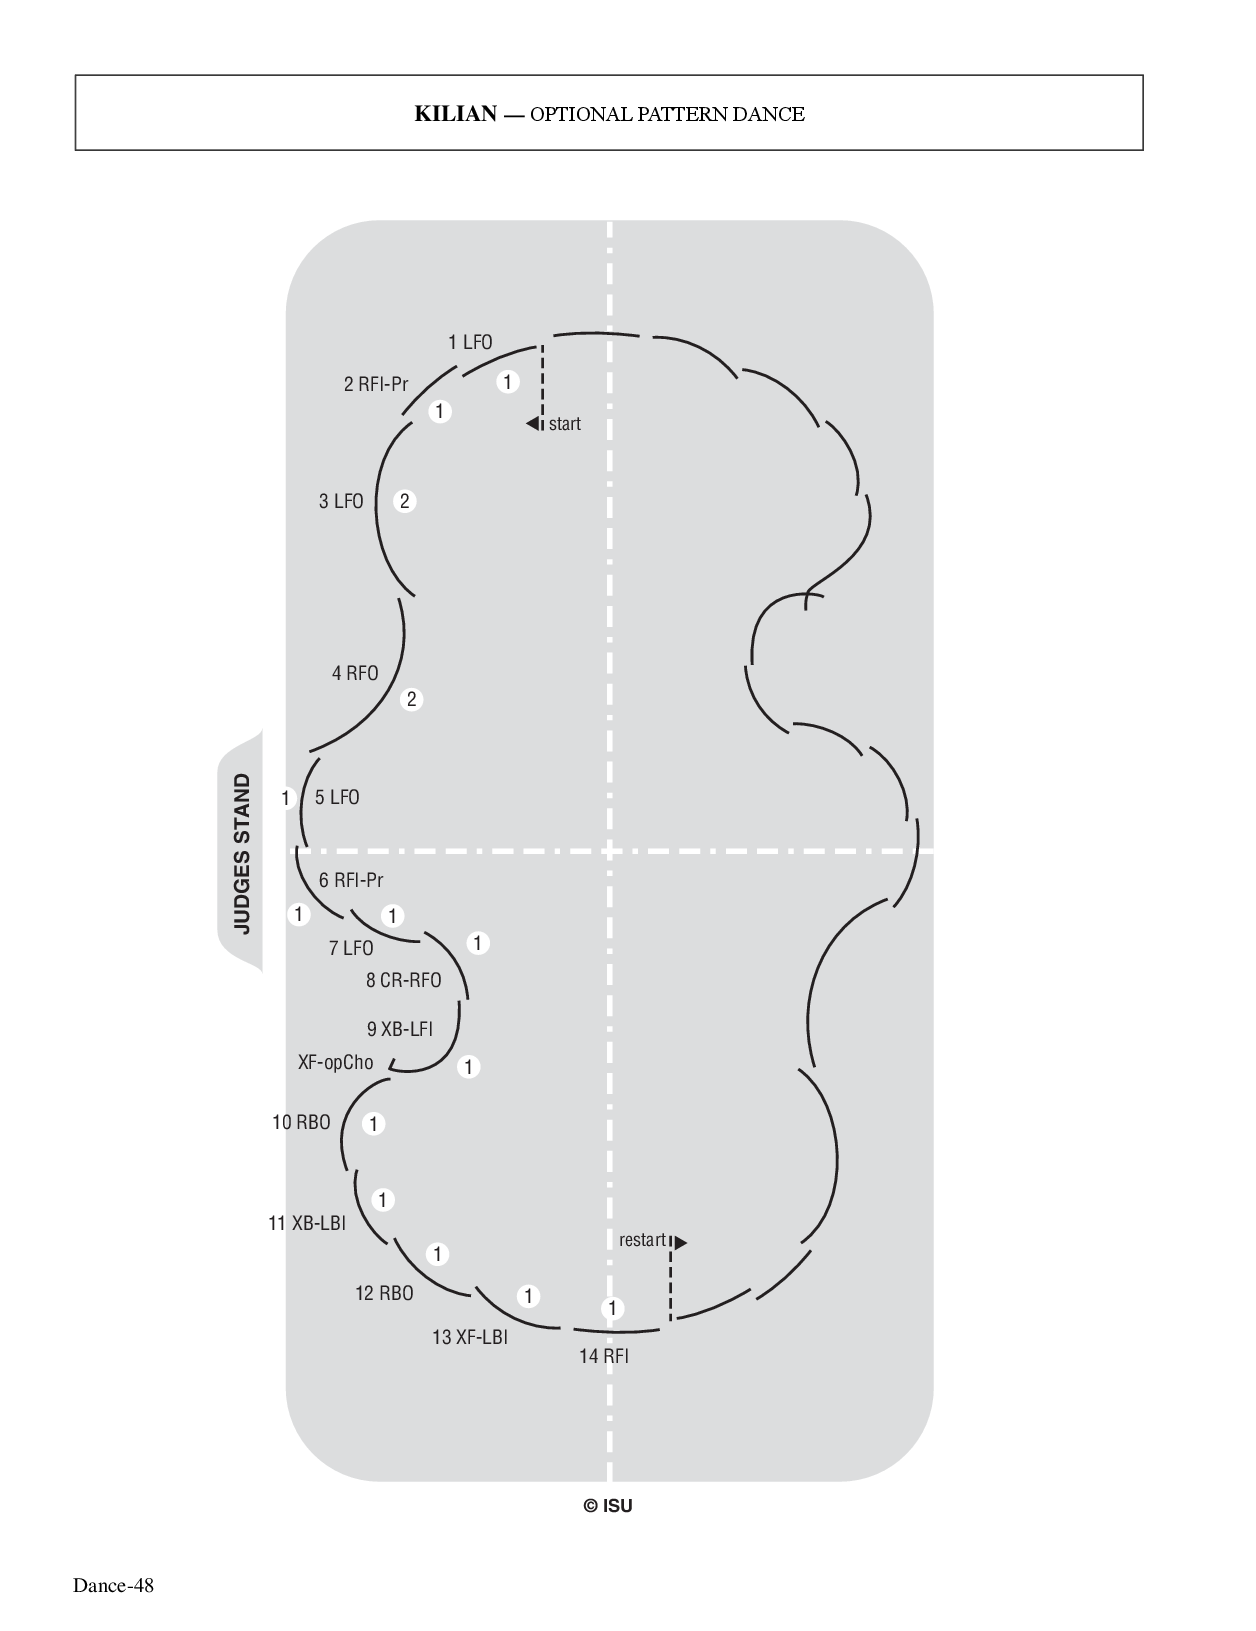 KILIAN — OPTIONAL PATTERN DANCE
1 LFO
2 RFI-Pr
1
1
start
3 LFO
2
4 RFO
2
JUDGES STAND
1
5 LFO
6 RFI-Pr
1
1
7 LFO
1
8 CR-RFO
9 XB-LFI
XF-opCho
1
10 RBO
1
1
11 XB-LBI
restart
1
12 RBO
1
1
13 XF-LBI
14 RFI
© ISU
Dance-48